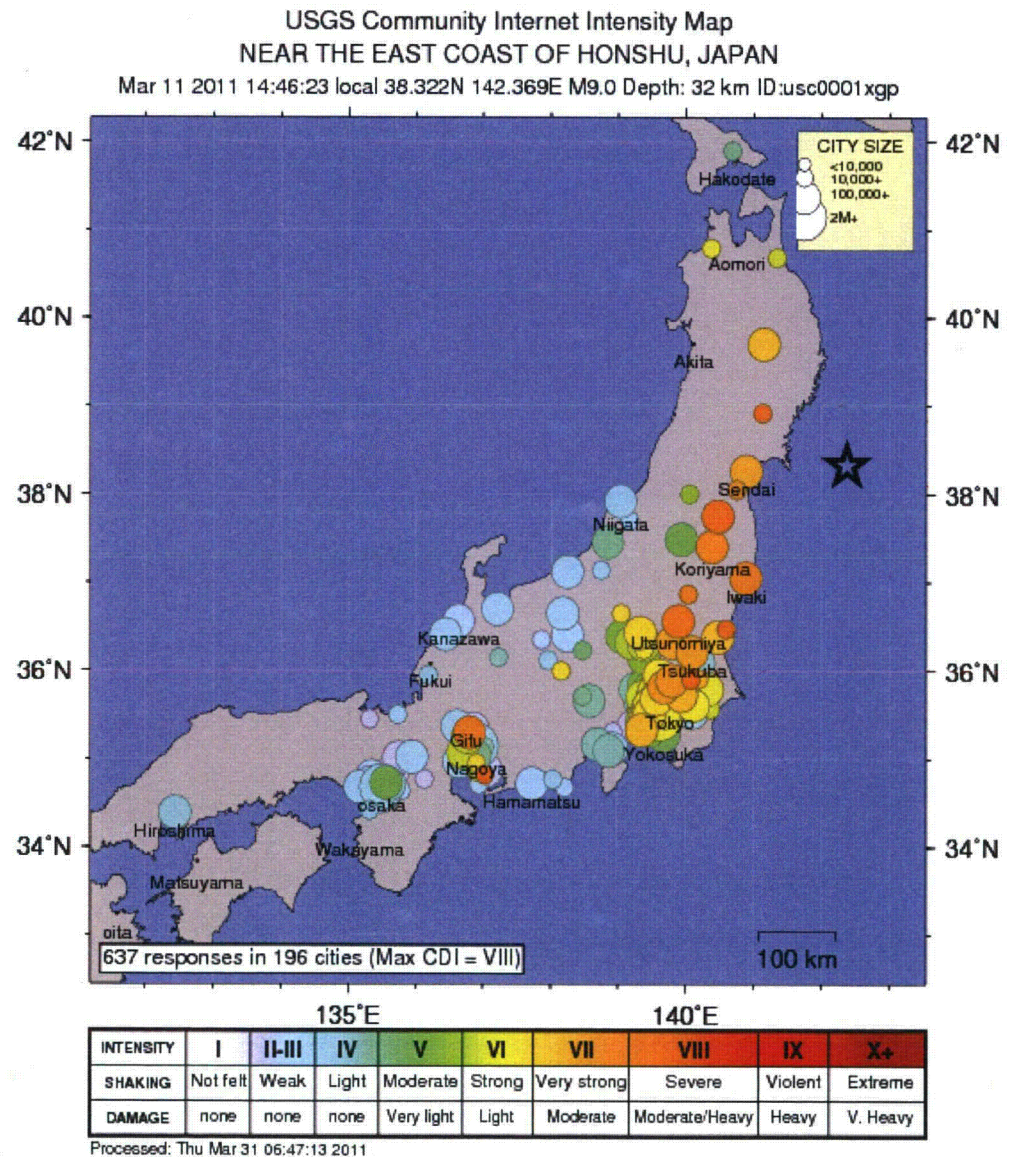 USGS Community Internet Intensity Map
NEAR THE EAST COAST OF HONSHU, JAPAN
Mar 11 2011 14:46:23 local 38.322N 142.369E M9.0 Depth: 32 km ID:usc0001xgp
42˚N
42˚N
CITY SIZE
<10,000
10,000+
100,000+
2M+
Hakodate
Aomori
40˚N
40˚N
Akita
38˚N
38˚N
Sendai
Niigata
Koriyama
Iwaki
Kanazawa
Utsunomiya
36˚N
36˚N
Fukui
Tsukuba
Tokyo
Gifu
Yokosuka
Nagoya
Hamamatsu
osaka
Hiroshima
34˚N
34˚N
Wakayama
Matsuyama
oita
637 responses in 196 cities (Max CDI = VIII)
100 km
135˚E
140˚E
INTENSITY I II-III IV V VI VII VIII IX X+
SHAKING Not felt Weak Light Moderate Strong Very strong Severe Violent Extreme
DAMAGE none none none Very light Light Moderate Moderate/Heavy Heavy V. Heavy
Processed: Thu Mar 31 06:47:13 2011